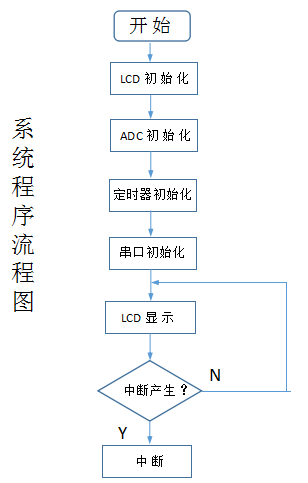 系统程序流程图
开 始
LCD 初 始 化
ADC 初 始 化
定时器初始化
串口初始化
LCD 显 示
中断产生？
N
Y
中 断